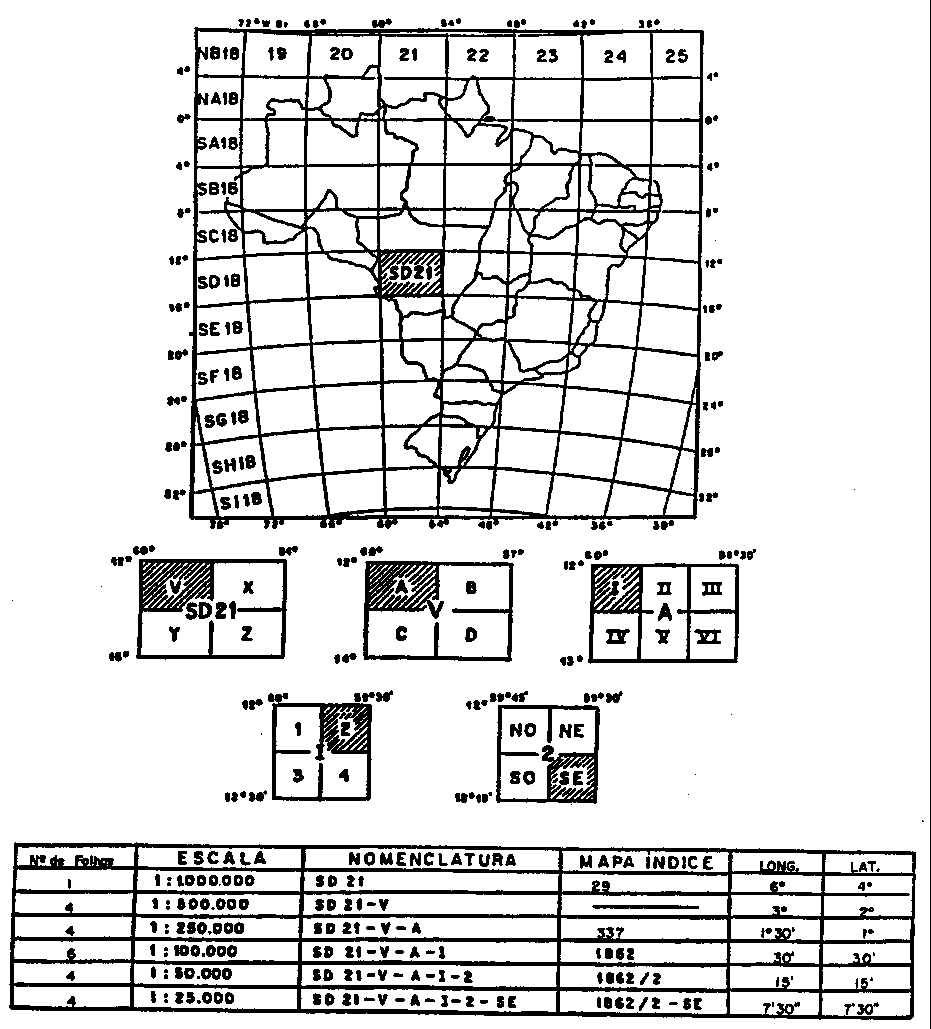 72°W Gr. 66° 60° 54° 48° 42° 36°
NB18 19 20 21 22 23 24 25
4° 4°
NA18
0° 0°
SA18
4° 4°
SB18
8° 8°
SC18
12° 12°
SD18 SD21
16° 16°
SE18
20° 20°
SF18
24° 24°
SG18
28° 28°
SH18
32° 32°
SI18
78° 72° 66° 60° 54° 48° 42° 36° 30°
12° 60° 54°
V X
SD21
Y Z
16°
12° 60° 57°
A B
V
C D
14°
12° 60° 58°30'
I II III
A
IV V VI
13°
12° 60° 59°30'
1 2
I
3 4
12°30'
12° 59°45' 59°30'
NO NE
2
SO SE
12°15'
Nº de Folhas ESCALA NOMENCLATURA MAPA ÍNDICE LONG. LAT.
1 1:1.000.000 SD 21 29 6° 4°
4 1:500.000 SD 21-V 3° 2°
4 1:250.000 SD 21-V-A 337 1°30' 1°
6 1:100.000 SD 21-V-A-I 1862 30' 30'
4 1:50.000 SD 21-V-A-I-2 1862/2 15' 15'
4 1:25.000 SD 21-V-A-I-2-SE 1862/2-SE 7'30" 7'30"